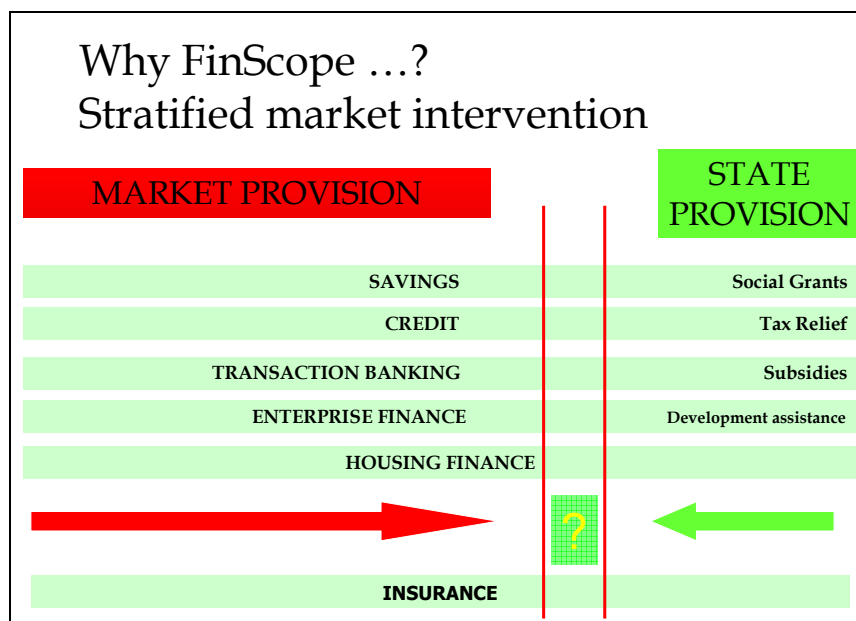 Why FinScope …?
Stratified market intervention
MARKET PROVISION
STATE
PROVISION
SAVINGS
Social Grants
CREDIT
Tax Relief
TRANSACTION BANKING
Subsidies
ENTERPRISE FINANCE
Development assistance
HOUSING FINANCE
?
INSURANCE